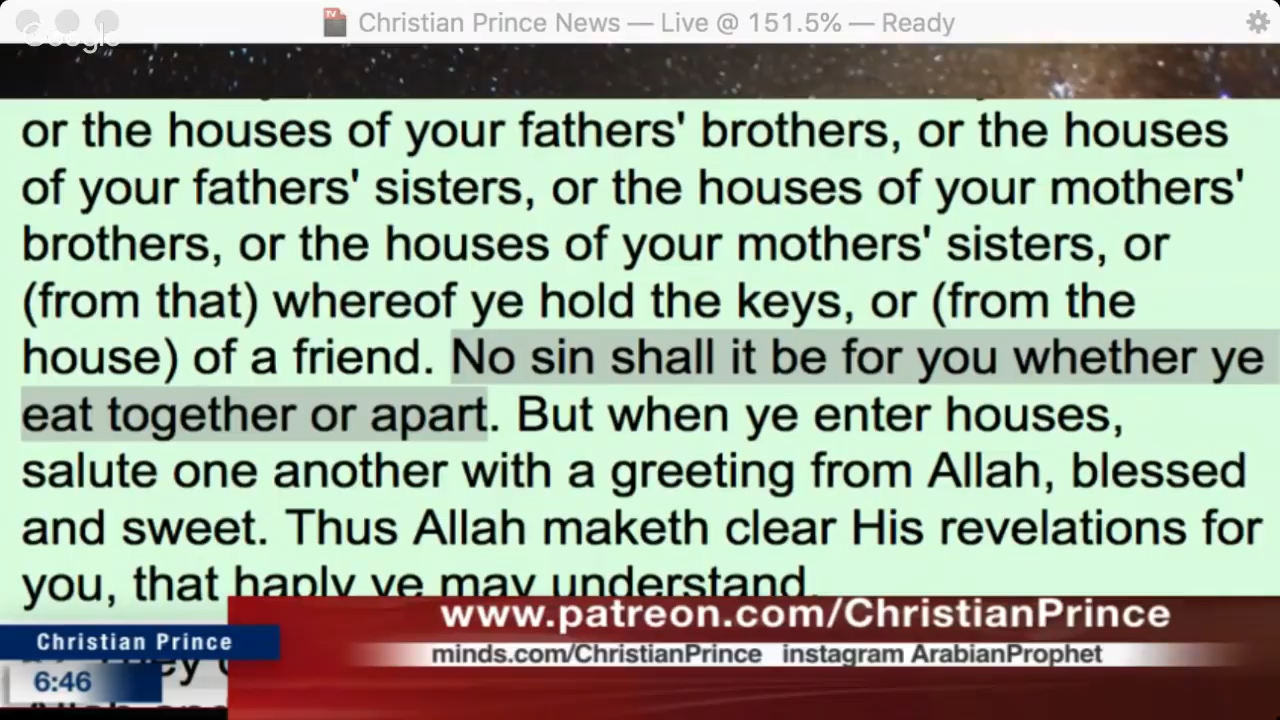 Christian Prince News — Live @ 151.5% — Ready
Google
or the houses of your fathers' brothers, or the houses
of your fathers' sisters, or the houses of your mothers'
brothers, or the houses of your mothers' sisters, or
(from that) whereof ye hold the keys, or (from the
house) of a friend. No sin shall it be for you whether ye
eat together or apart. But when ye enter houses,
salute one another with a greeting from Allah, blessed
and sweet. Thus Allah maketh clear His revelations for
you, that haply ye may understand.
www.patreon.com/ChristianPrince
Christian Prince
minds.com/ChristianPrince instagram ArabianProphet
6:46